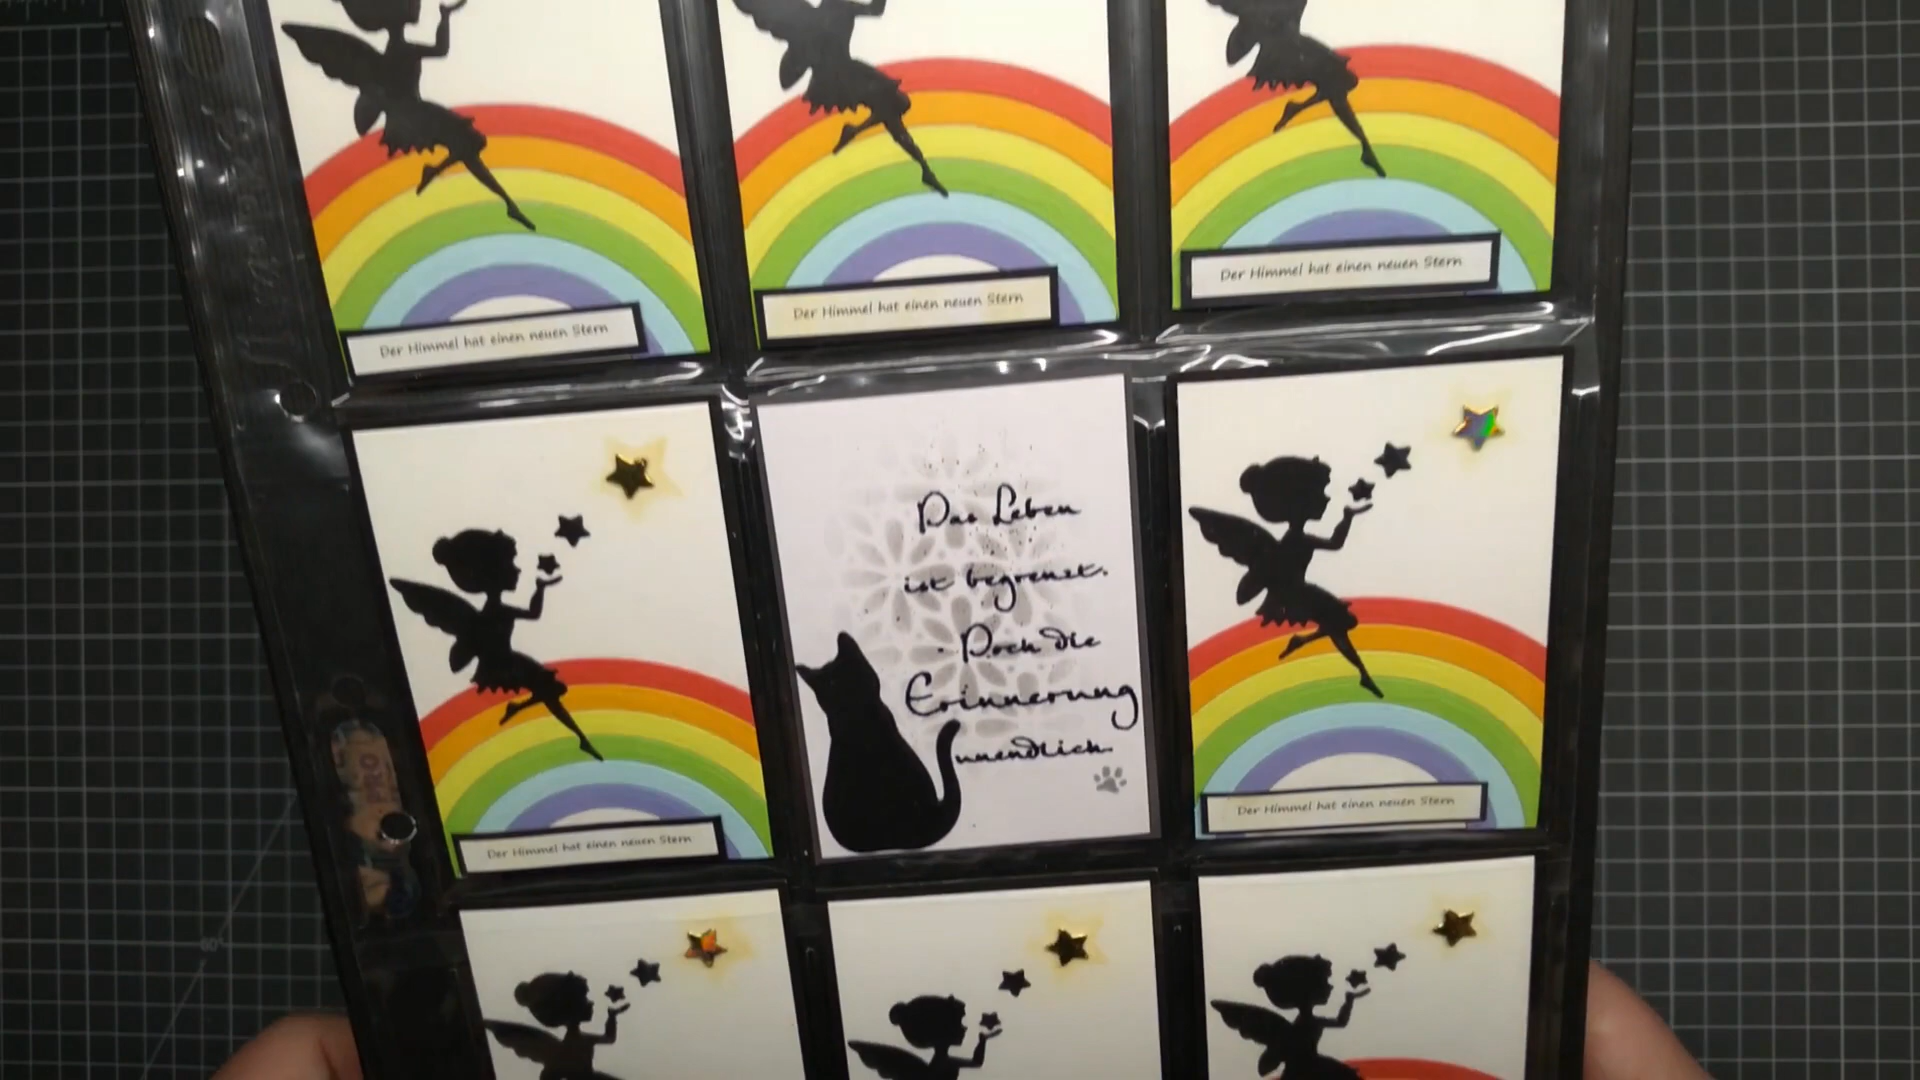 Der Himmel hat einen neuen Stern
Der Himmel hat einen neuen Stern
Der Himmel hat einen neuen Stern
Das Leben
ist begrenzt.
Doch die
Erinnerung
unendlich.
Der Himmel hat einen neuen Stern
Der Himmel hat einen neuen Stern
PRO
60°